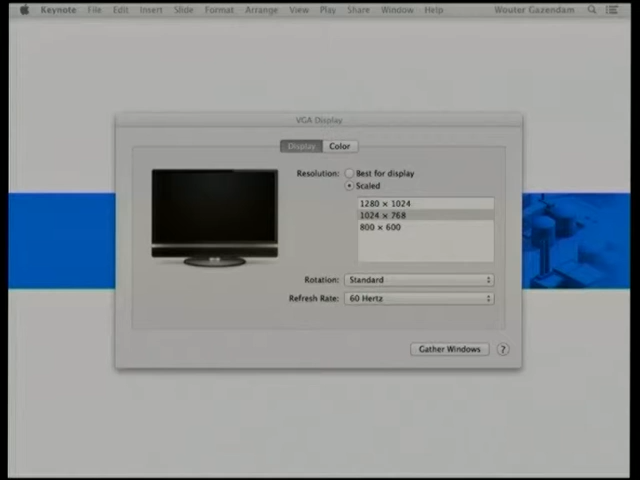 Keynote File Edit Insert Slide Format Arrange View Play Share Window Help Wouter Gazendam
VGA Display
Display Color
Resolution: Best for display
Scaled
1280 × 1024
1024 × 768
800 × 600
Rotation: Standard
Refresh Rate: 60 Hertz
Gather Windows ?